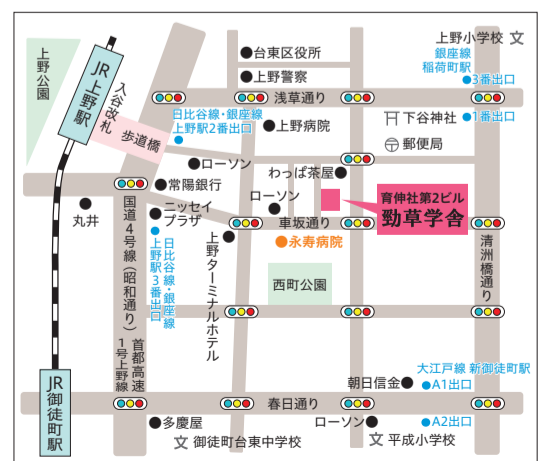 上野小学校 文
銀座線
稲荷町駅
3番出口
台東区役所
上野警察
上野公園
JR
上野駅
入谷改札
歩道橋
浅草通り
日比谷線・銀座線
上野駅2番出口
上野病院
下谷神社
1番出口
〒郵便局
ローソン
わっぱ茶屋
常陽銀行
丸井
ニッセイ
プラザ
ローソン
育伸社第2ビル
勁草学舎
車坂通り
永寿病院
国道4号線(昭和通り)
日比谷線・銀座線
上野駅3番出口
上野ターミナルホテル
西町公園
清洲橋通り
首都高速
1号上野線
大江戸線 新御徒町駅
朝日信金
A1出口
JR
御徒町駅
春日通り
多慶屋
ローソン
A2出口
文 御徒町台東中学校
文 平成小学校